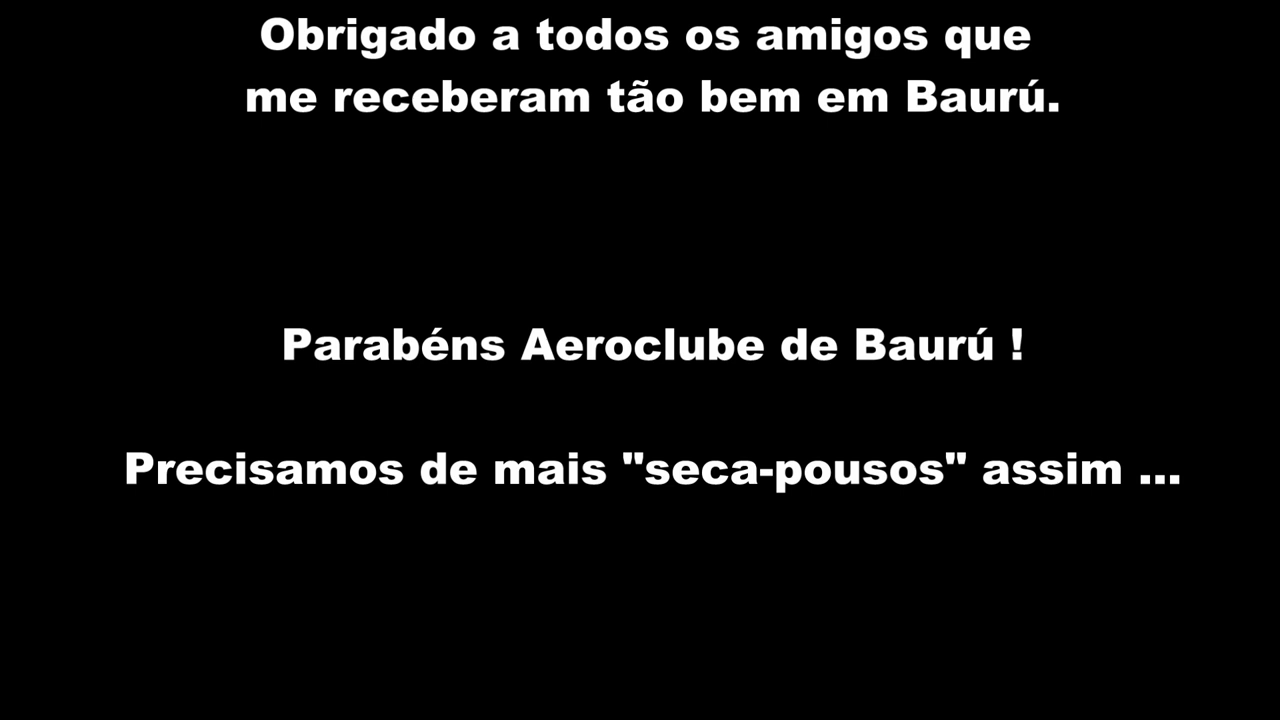 Obrigado a todos os amigos que
me receberam tão bem em Baurú.
Parabéns Aeroclube de Baurú !
Precisamos de mais "seca-pousos" assim ...